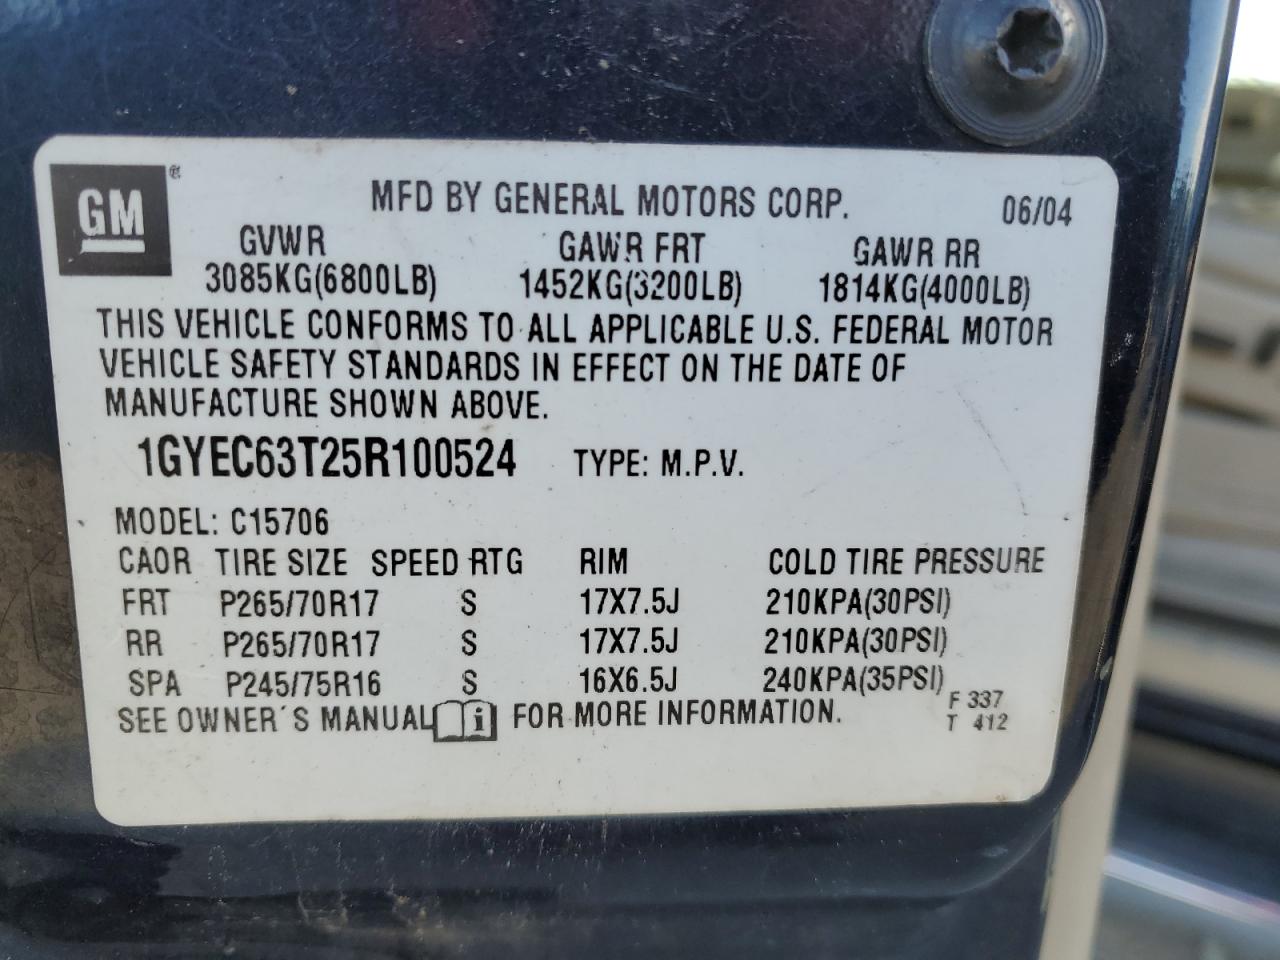 GM ®
MFD BY GENERAL MOTORS CORP. 06/04
GVWR GAWR FRT GAWR RR
3085KG(6800LB) 1452KG(3200LB) 1814KG(4000LB)
THIS VEHICLE CONFORMS TO ALL APPLICABLE U.S. FEDERAL MOTOR
VEHICLE SAFETY STANDARDS IN EFFECT ON THE DATE OF
MANUFACTURE SHOWN ABOVE.
1GYEC63T25R100524 TYPE: M.P.V.
MODEL: C15706
CAOR TIRE SIZE SPEED RTG RIM COLD TIRE PRESSURE
FRT P265/70R17 S 17X7.5J 210KPA(30PSI)
RR P265/70R17 S 17X7.5J 210KPA(30PSI)
SPA P245/75R16 S 16X6.5J 240KPA(35PSI)
SEE OWNER'S MANUAL i FOR MORE INFORMATION.
F 337
T 412